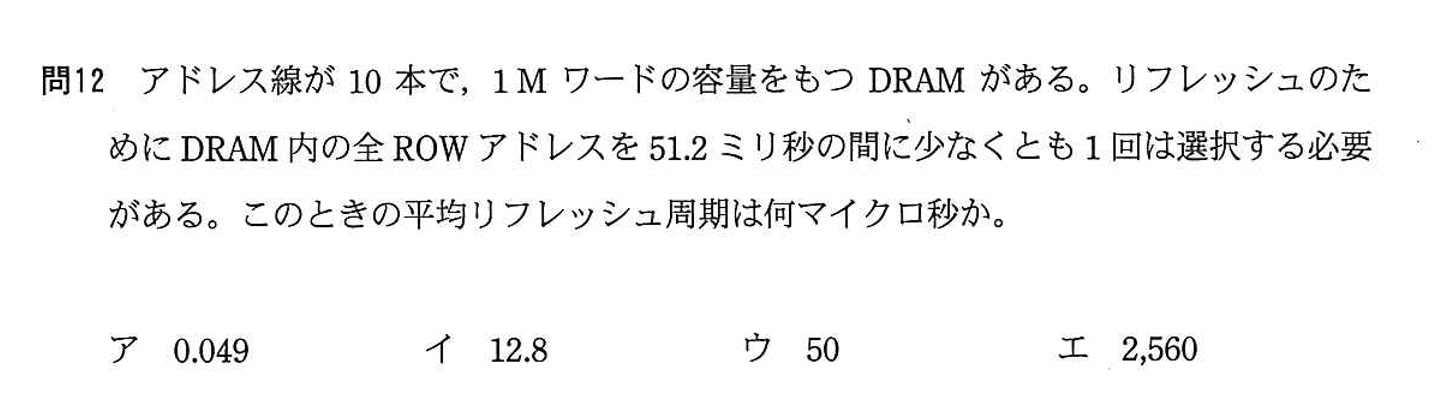 問12 アドレス線が 10 本で，1 M ワードの容量をもつ DRAM がある。リフレッシュのた
めに DRAM 内の全 ROW アドレスを 51.2 ミリ秒の間に少なくとも 1 回は選択する必要
がある。このときの平均リフレッシュ周期は何マイクロ秒か。
ア 0.049 イ 12.8 ウ 50 エ 2,560